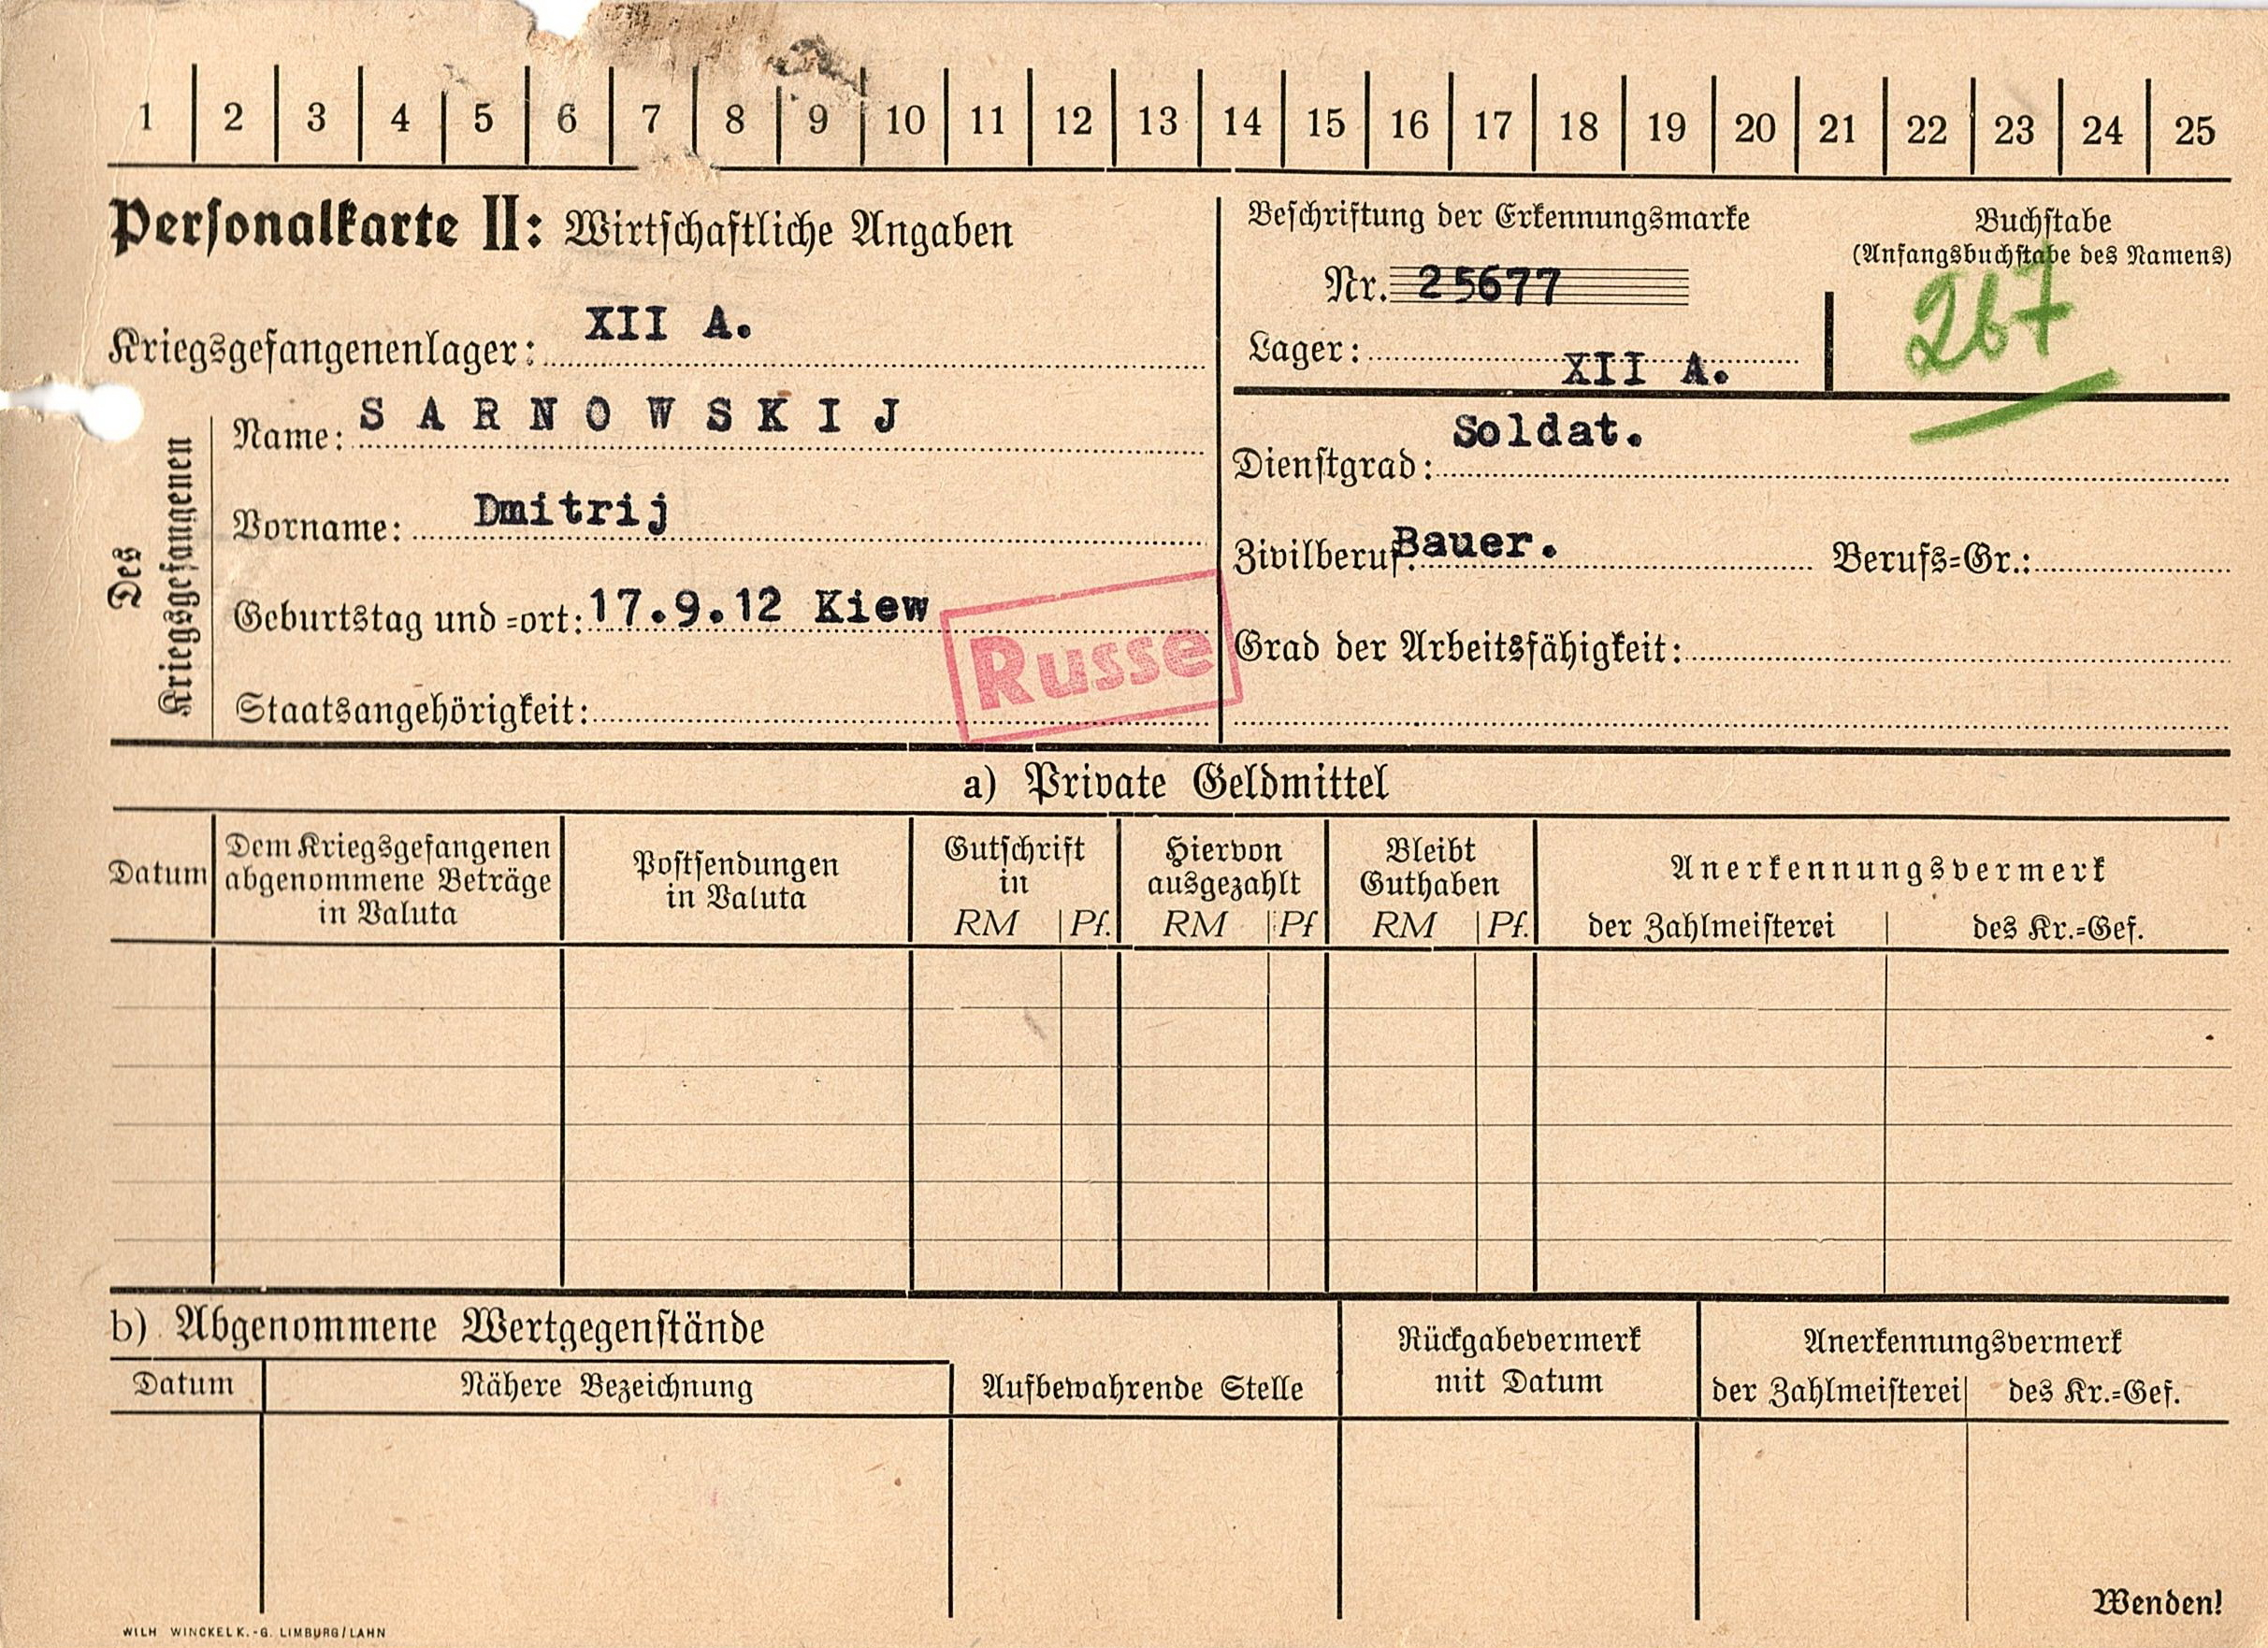 1 2 3 4 5 6 7 8 9 10 11 12 13 14 15 16 17 18 19 20 21 22 23 24 25
Personalkarte II: Wirtschaftliche Angaben
Beschriftung der Erkennungsmarke
Nr. 25677
Lager: XII A.
Buchstabe
(Anfangsbuchstabe des Namens)
267
Kriegsgefangenenlager: XII A.
Des Kriegsgefangenen
Name: SARNOWSKIJ
Vorname: Dmitrij
Geburtstag und =ort: 17.9.12 Kiew
Staatsangehörigkeit:
Russe
Dienstgrad: Soldat.
Zivilberuf: Bauer. Berufs=Gr.:
Grad der Arbeitsfähigkeit:
a) Private Geldmittel
Datum
Dem Kriegsgefangenen
abgenommene Beträge
in Valuta
Postsendungen
in Valuta
Gutschrift
in
RM Pf.
Hiervon
ausgezahlt
RM Pf
Bleibt
Guthaben
RM Pf.
Anerkennungsvermerk
der Zahlmeisterei des Kr.=Gef.
b) Abgenommene Wertgegenstände
Datum Nähere Bezeichnung
Aufbewahrende Stelle
Rückgabevermerk
mit Datum
Anerkennungsvermerk
der Zahlmeisterei des Kr.=Gef.
Wenden!
WILH WINCKEL K.-G. LIMBURG/LAHN